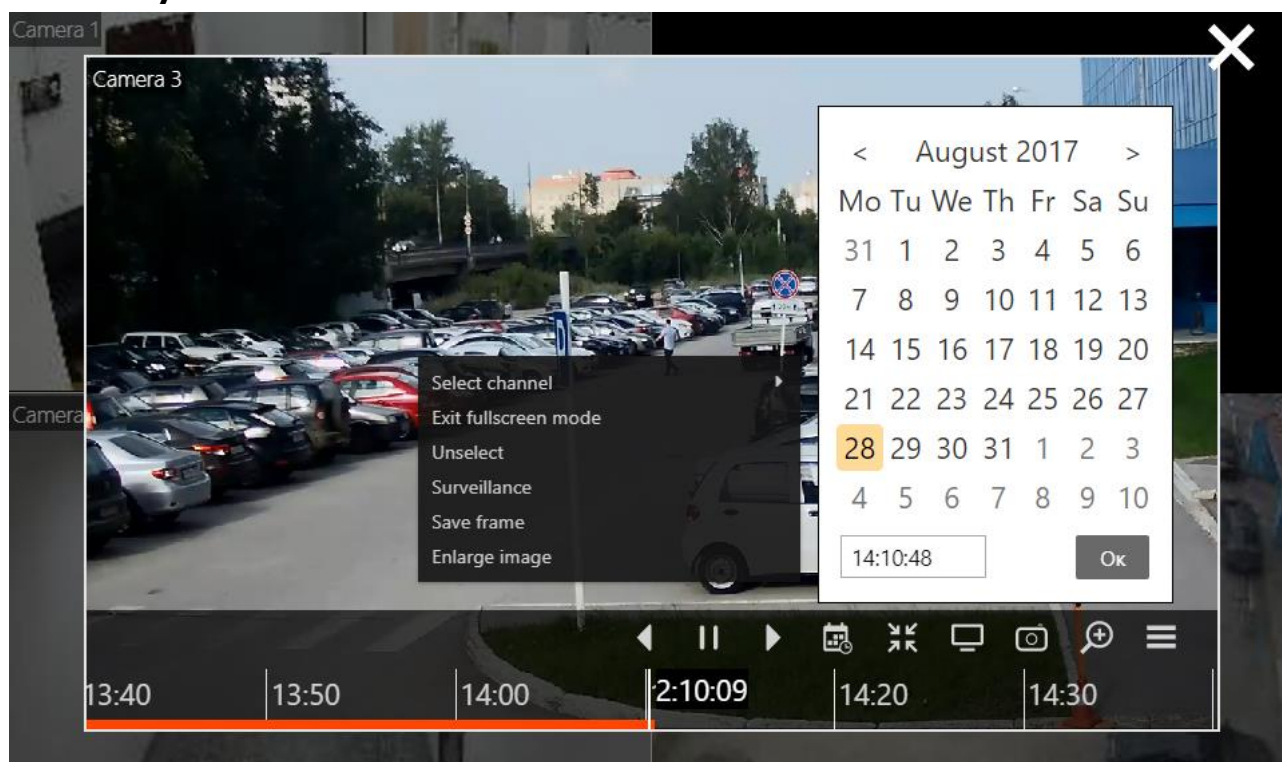 Camera 1
Camera 3
< August 2017 >
Mo Tu We Th Fr Sa Su
31 1 2 3 4 5 6
7 8 9 10 11 12 13
14 15 16 17 18 19 20
21 22 23 24 25 26 27
28 29 30 31 1 2 3
4 5 6 7 8 9 10
14:10:48 Ок
Select channel
Exit fullscreen mode
Unselect
Surveillance
Save frame
Enlarge image
Camera
13:40 13:50 14:00 2:10:09 14:20 14:30